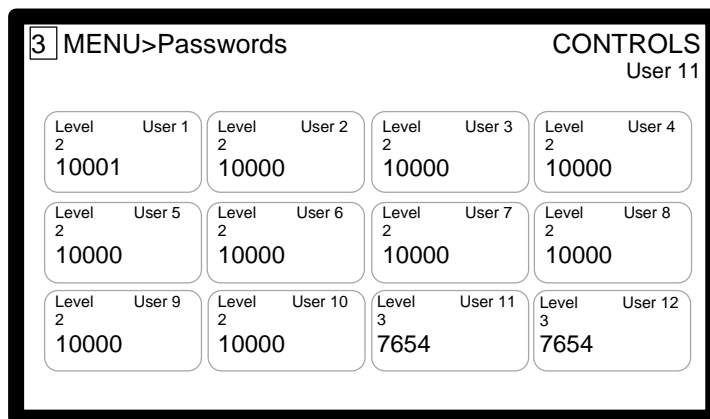 3 MENU>Passwords CONTROLS
User 11
Level User 1 Level User 2 Level User 3 Level User 4
2 2 2 2
10001 10000 10000 10000
Level User 5 Level User 6 Level User 7 Level User 8
2 2 2 2
10000 10000 10000 10000
Level User 9 Level User 10 Level User 11 Level User 12
2 2 3 3
10000 10000 7654 7654